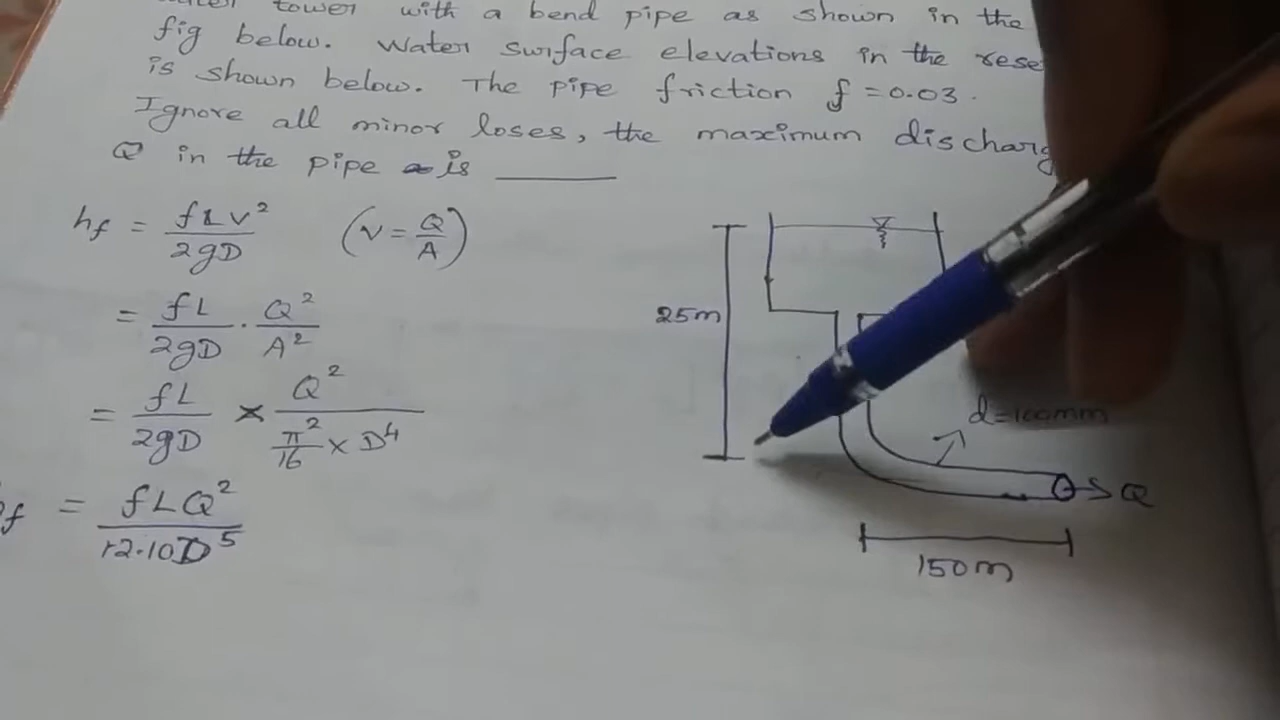 tower with a bend pipe as shown in the
fig below. Water surface elevations in the rese
is shown below. The pipe friction f = 0.03.
Ignore all minor loses, the maximum discharg
Q in the pipe is ______
hf = fLV² / 2gD (V = Q/A)
= fL / 2gD · Q² / A²
= fL / 2gD × Q² / (π²/16 × D⁴)
f = fLQ² / 12.10D⁵
25m
d=100mm
Q
150m